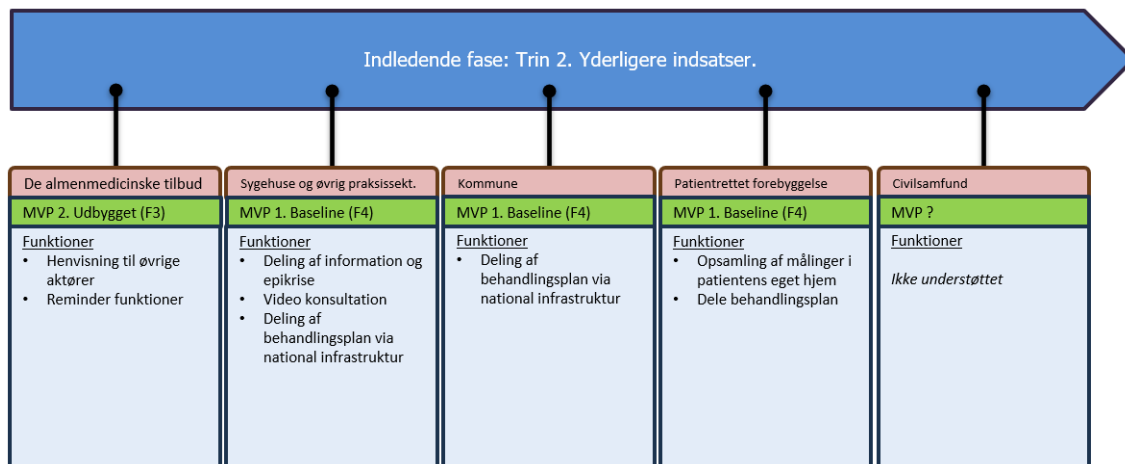 Indledende fase: Trin 2. Yderligere indsatser.
De almenmedicinske tilbud
MVP 2. Udbygget (F3)
Funktioner
• Henvisning til øvrige
aktører
• Reminder funktioner
Sygehuse og øvrig praksissekt.
MVP 1. Baseline (F4)
Funktioner
• Deling af information og
epikrise
• Video konsultation
• Deling af
behandlingsplan via
national infrastruktur
Kommune
MVP 1. Baseline (F4)
Funktioner
• Deling af
behandlingsplan via
national infrastruktur
Patientrettet forebyggelse
MVP 1. Baseline (F4)
Funktioner
• Opsamling af målinger i
patientens eget hjem
• Dele behandlingsplan
Civilsamfund
MVP ?
Funktioner
Ikke understøttet